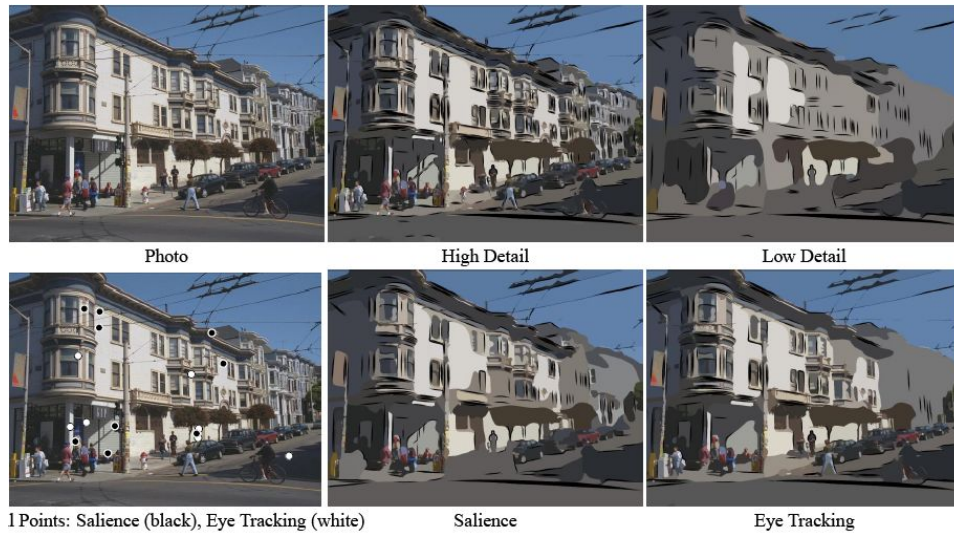 Photo
High Detail
Low Detail
l Points: Salience (black), Eye Tracking (white)
Salience
Eye Tracking